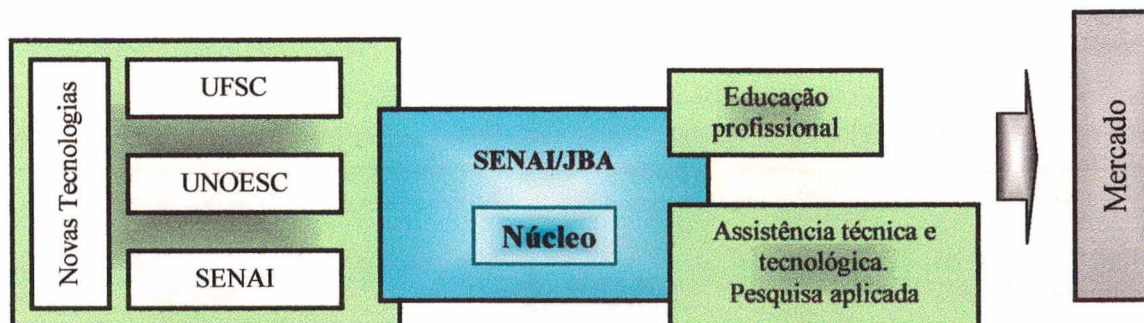 Novas Tecnologias
UFSC
UNOESC
SENAI
SENAI/JBA
Núcleo
Educação
profissional
Assistência técnica e
tecnológica.
Pesquisa aplicada
Mercado